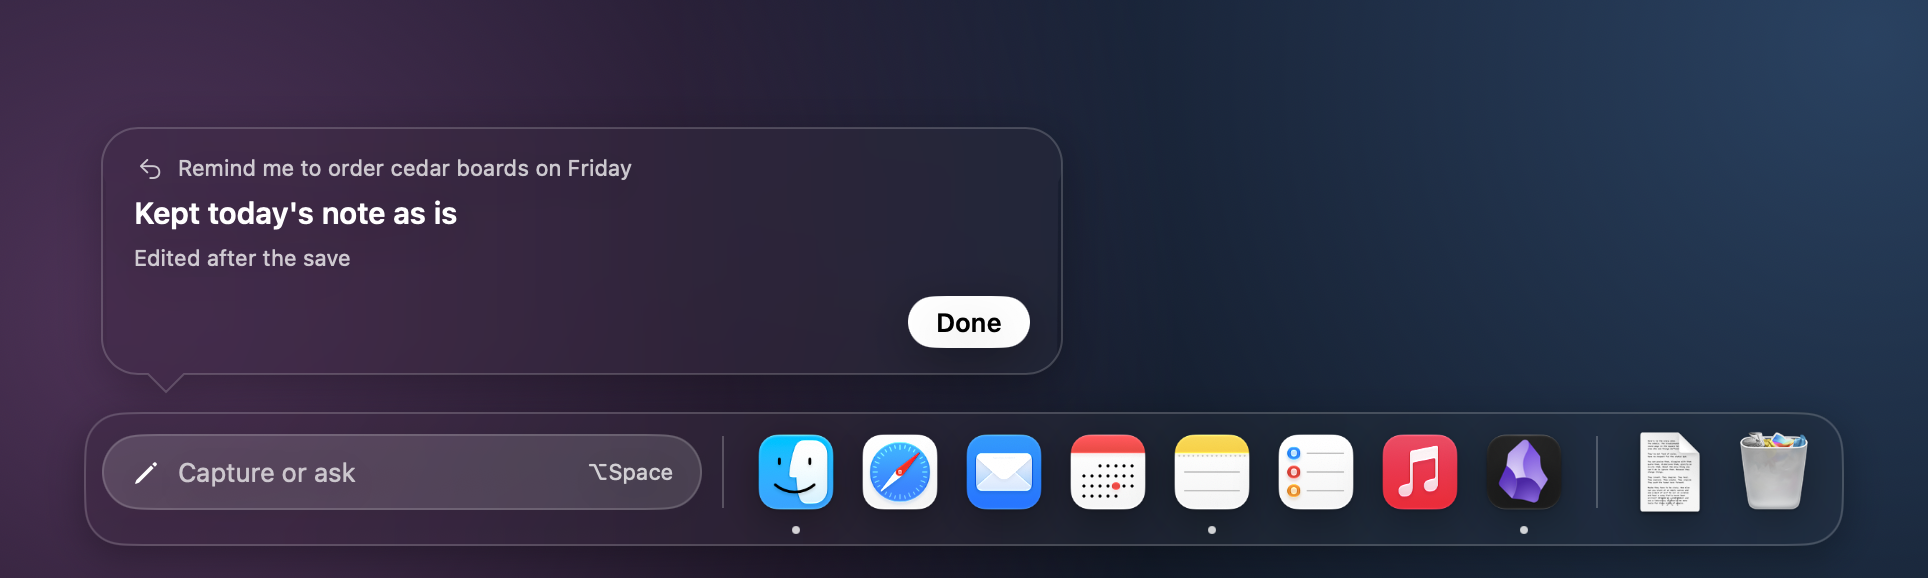 Remind me to order cedar boards on Friday
Kept today's note as is
Edited after the save
Done
Capture or ask
⌥Space